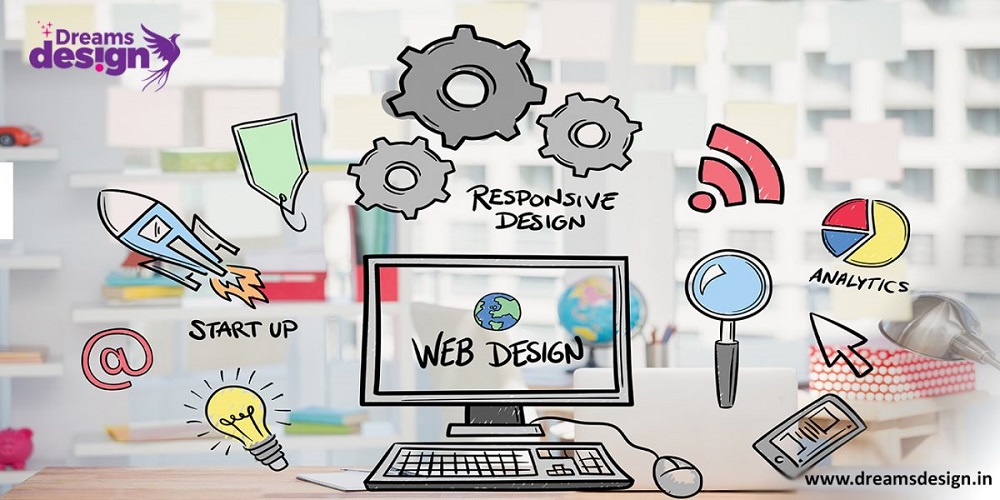 Dreams
design
RESPONSIVE
DESIGN
ANALYTICS
START UP
@
WEB DESIGN
www.dreamsdesign.in